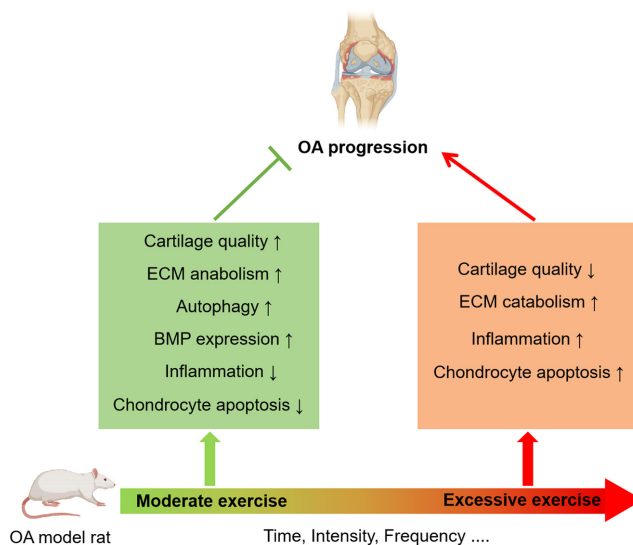 OA progression
Cartilage quality ↑
ECM anabolism ↑
Autophagy ↑
BMP expression ↑
Inflammation ↓
Chondrocyte apoptosis ↓
Cartilage quality ↓
ECM catabolism ↑
Inflammation ↑
Chondrocyte apoptosis ↑
Moderate exercise
Excessive exercise
OA model rat
Time, Intensity, Frequency ....